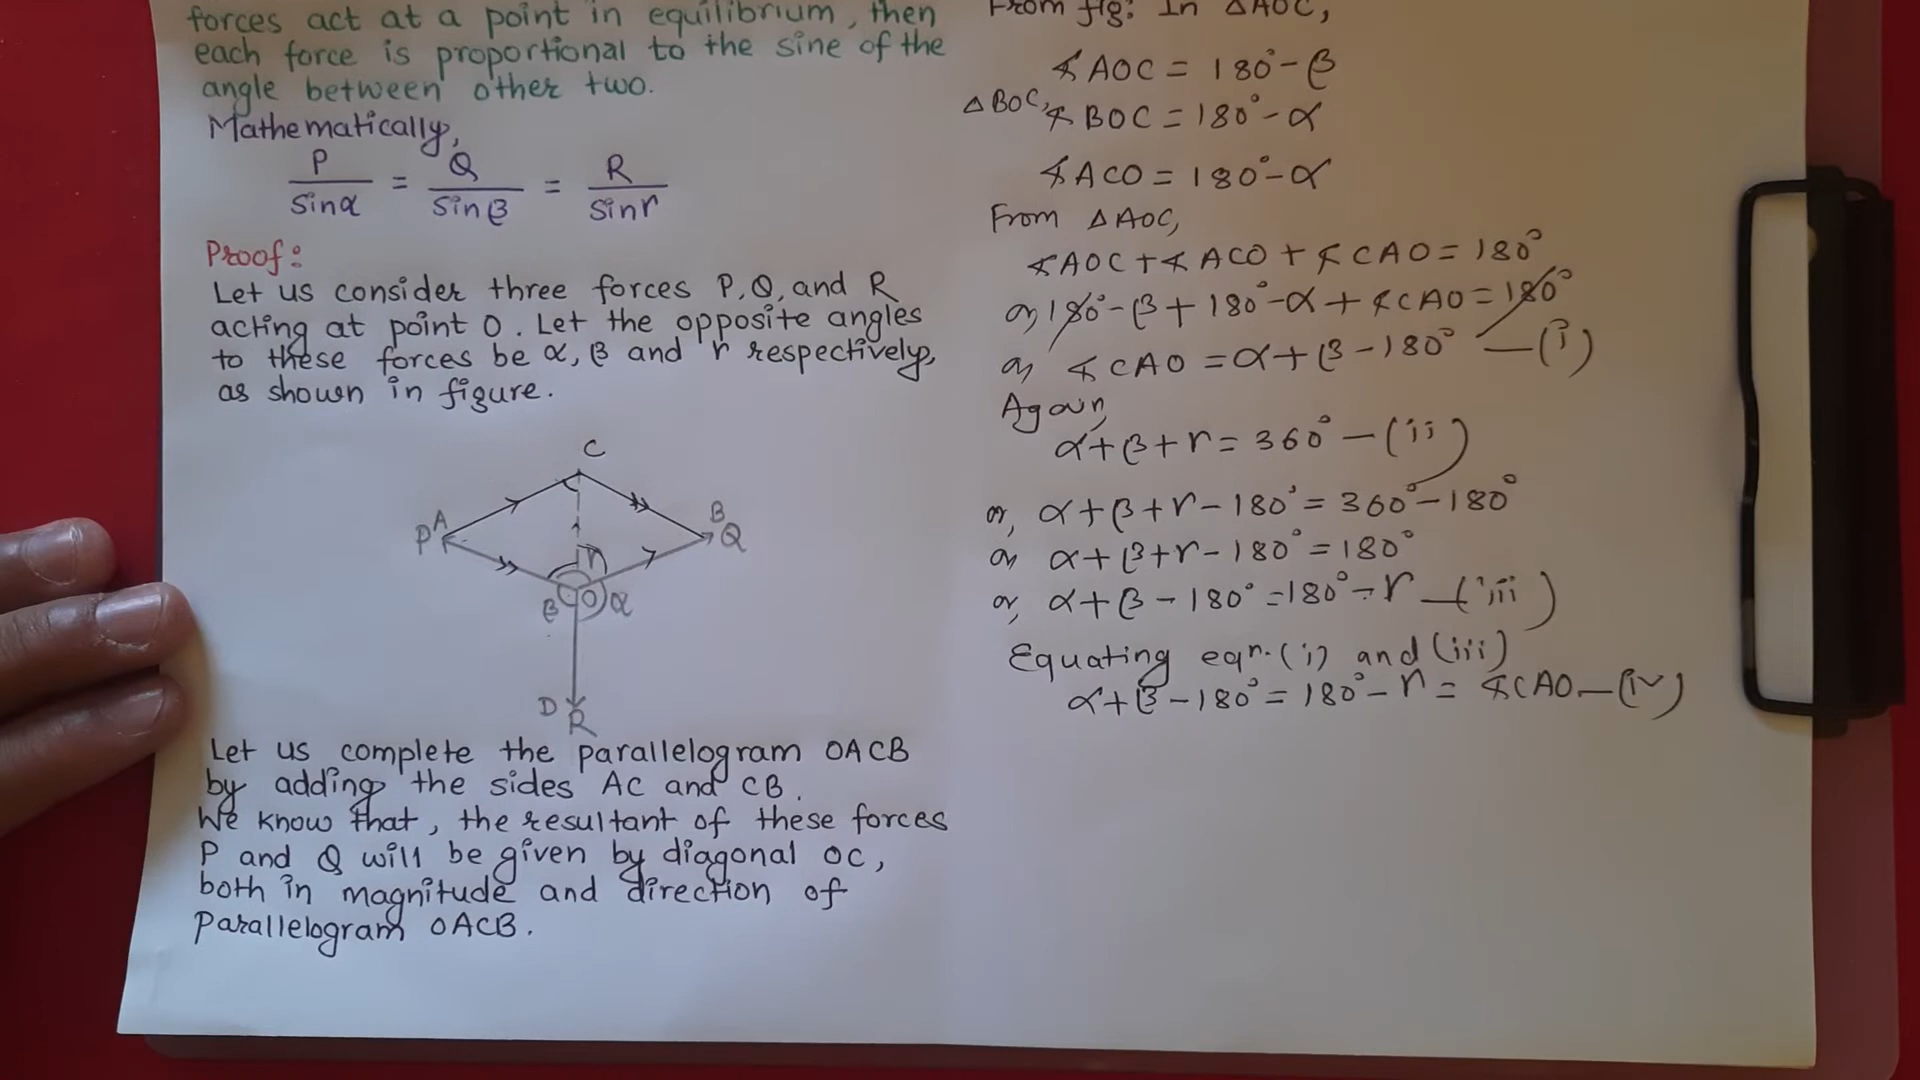 forces act at a point in equilibrium, then
each force is proportional to the sine of the
angle between other two.
Mathematically,
P/sinα = Q/sinβ = R/sinr
Proof:
Let us consider three forces P, Q, and R
acting at point O. Let the opposite angles
to these forces be α, β and r respectively,
as shown in figure.
C
P A
B
Q
r
β O α
D R
Let us complete the parallelogram OACB
by adding the sides AC and CB.
We know that, the resultant of these forces
P and Q will be given by diagonal OC,
both in magnitude and direction of
Parallelogram OACB.
From fig: In △AOC,
∡AOC = 180°-β
△BOC, ∡BOC = 180°-α
∡ACO = 180°-α
From △AOC,
∡AOC + ∡ACO + ∡CAO = 180°
or, 180°-β + 180°-α + ∡CAO = 180°
or, ∡CAO = α+β-180° —(i)
Again,
α+β+r = 360° —(ii)
or, α+β+r-180° = 360°-180°
or α+β+r-180° = 180°
or, α+β-180° = 180°-r —(iii)
Equating eqn. (i) and (iii)
α+β-180° = 180°-r = ∡CAO —(iv)